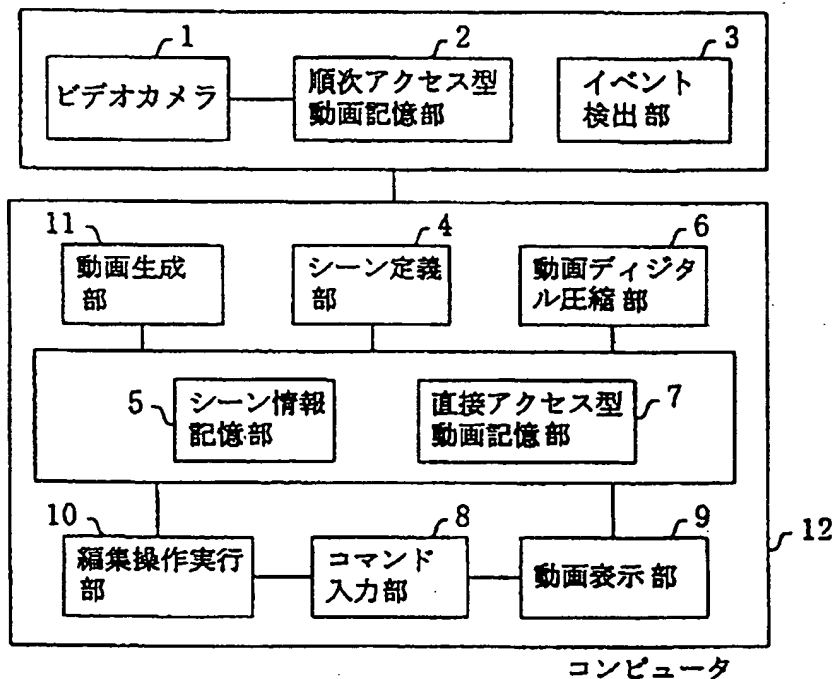 1
2
3
ビデオカメラ
順次アクセス型
動画記憶部
イベント
検出部
11
4
6
動画生成
部
シーン定義
部
動画ディジタ
ル圧縮部
5
シーン情報
記憶部
直接アクセス型
動画記憶部
7
10
8
9
12
編集操作実行
部
コマンド
入力部
動画表示部
コンピュータ